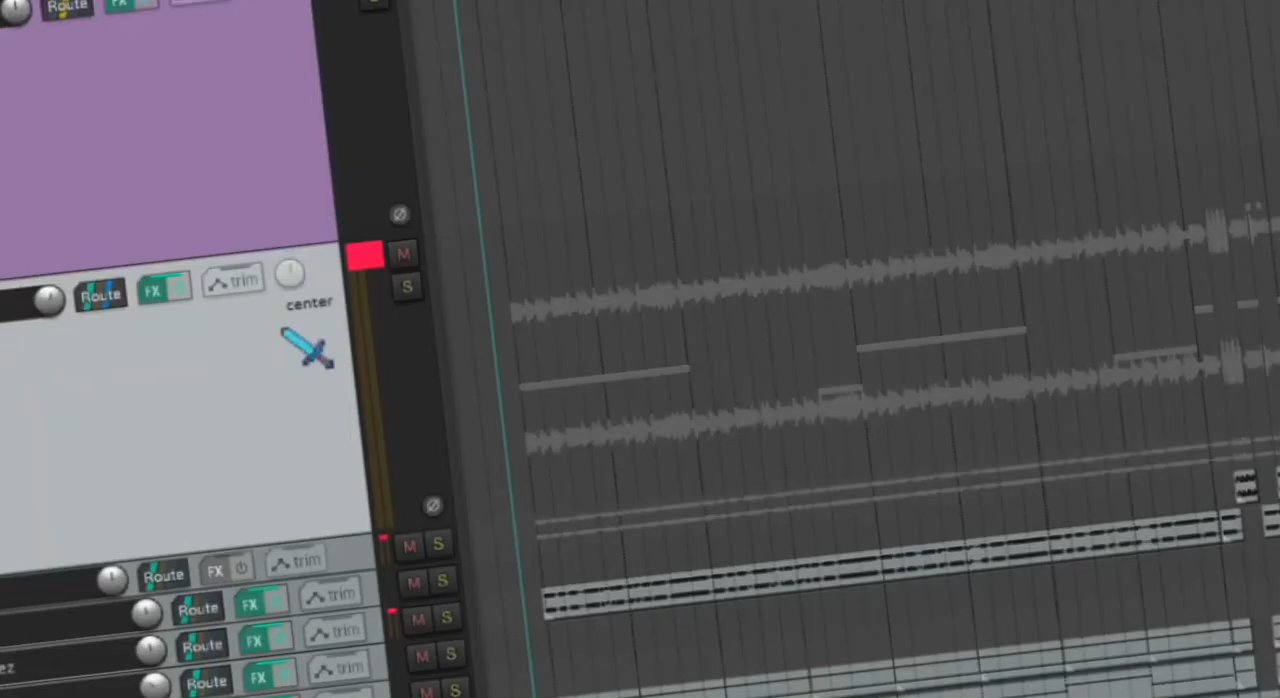 Route FX
M
Route FX trim S
center
M S
Route FX trim M S
Route FX trim M S
Route FX trim M S
ez Route FX trim M S